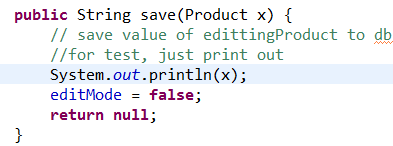 public String save(Product x) {
// save value of edittingProduct to db
//for test, just print out
System.out.println(x);
editMode = false;
return null;
}